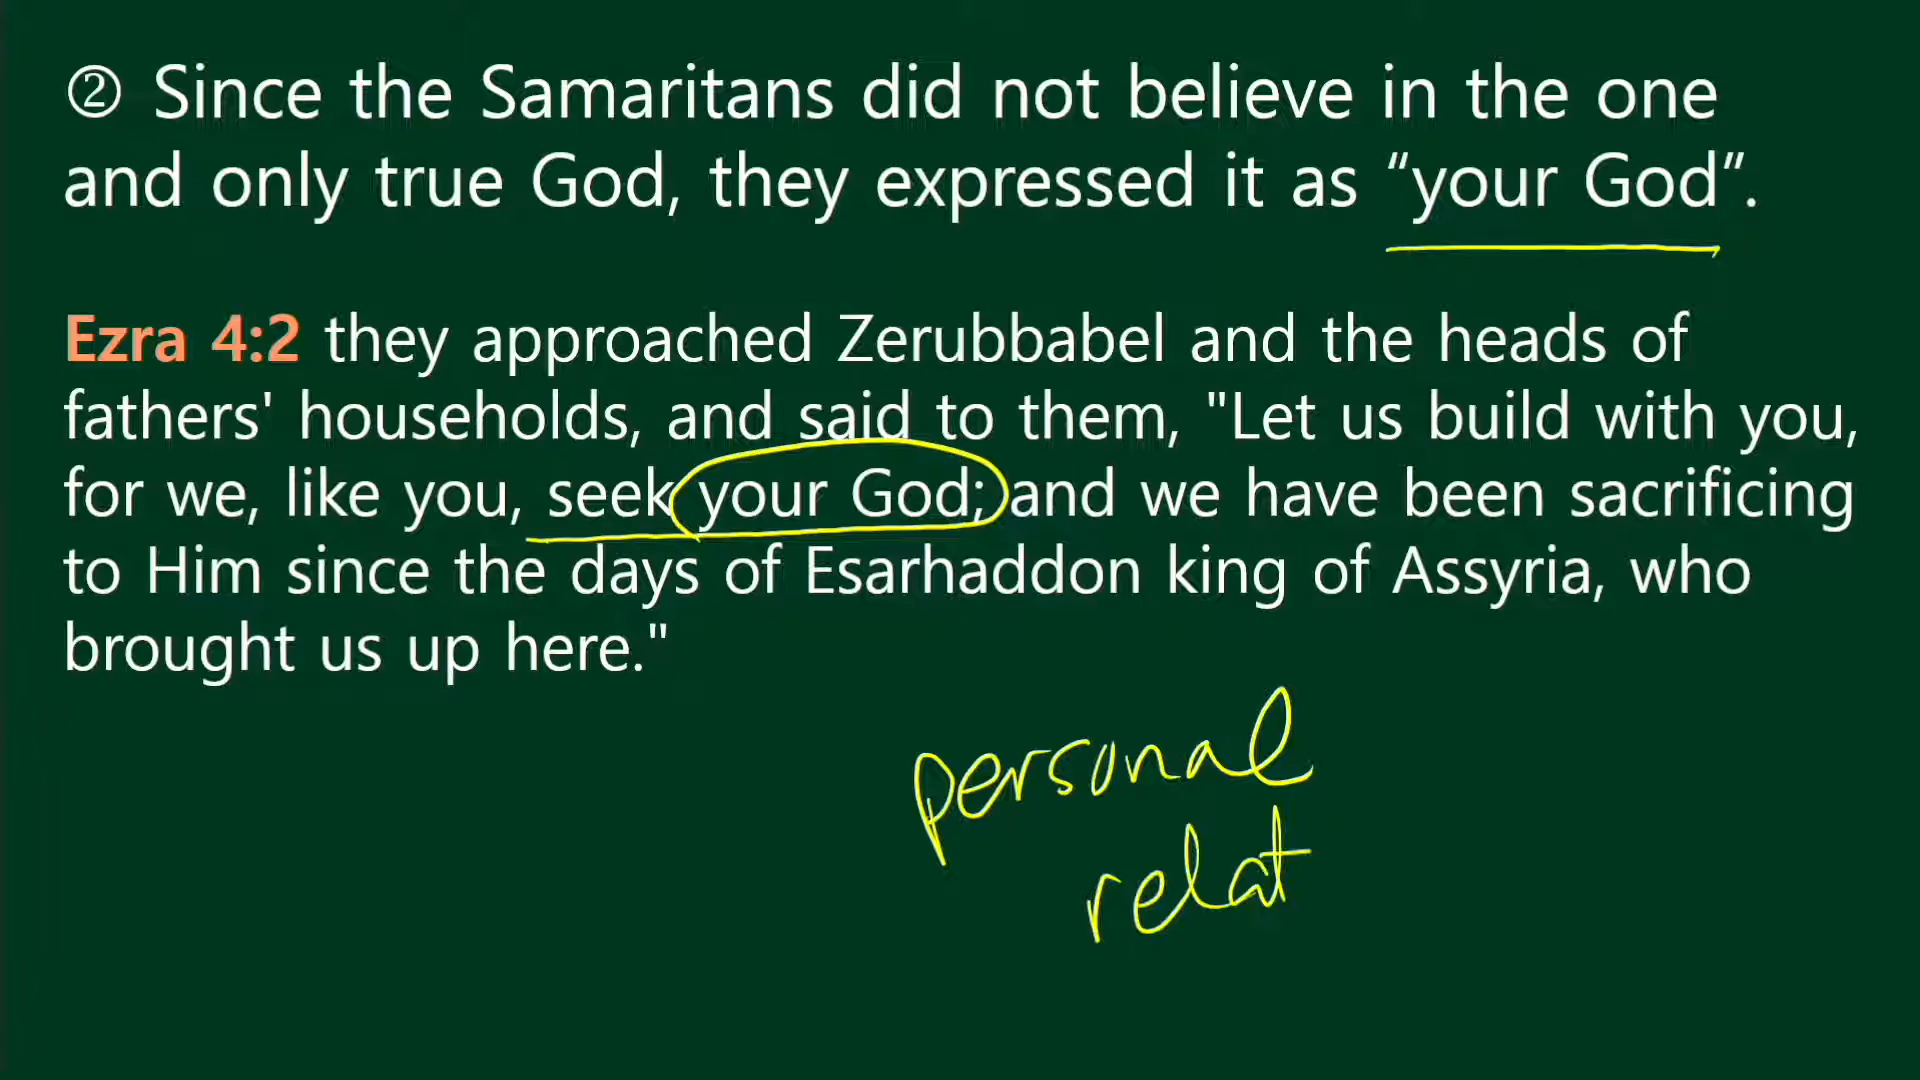 ② Since the Samaritans did not believe in the one
and only true God, they expressed it as “your God”.
Ezra 4:2 they approached Zerubbabel and the heads of
fathers' households, and said to them, "Let us build with you,
for we, like you, seek your God; and we have been sacrificing
to Him since the days of Esarhaddon king of Assyria, who
brought us up here."
personal
relat